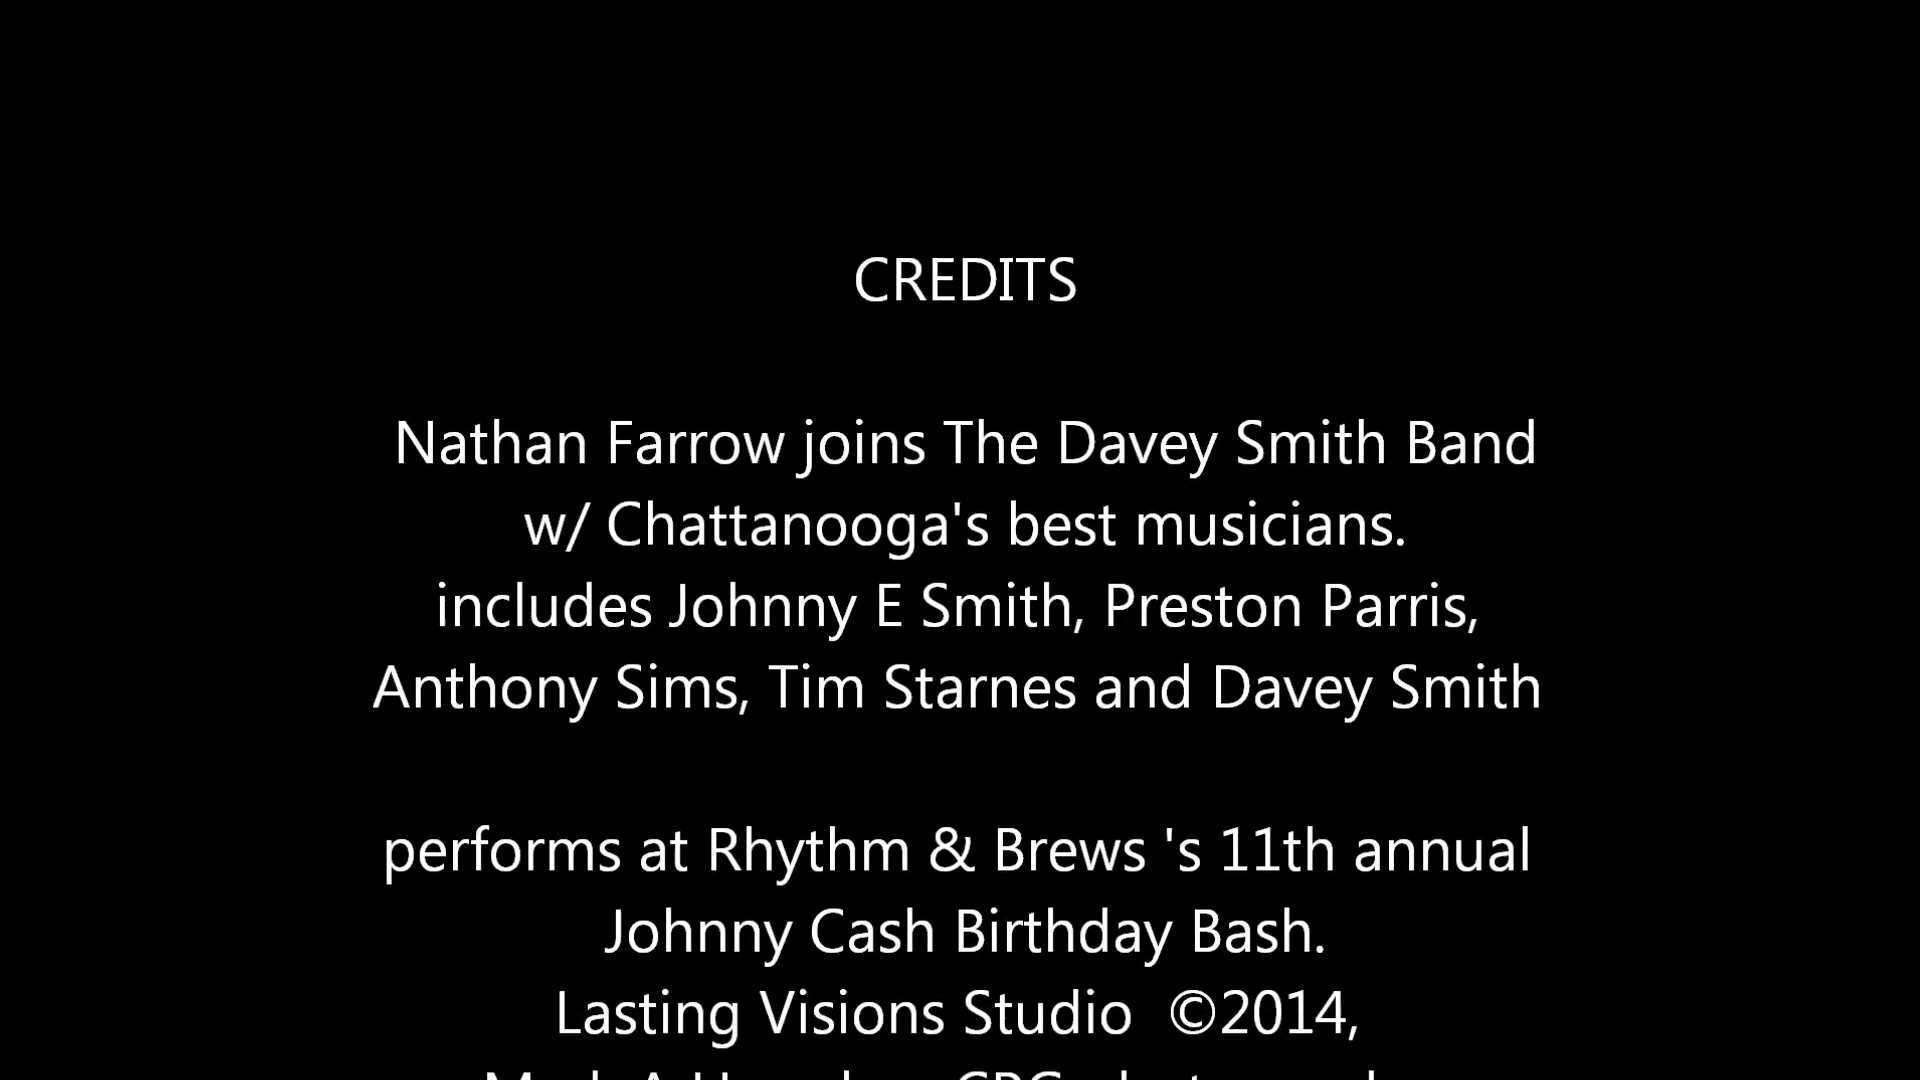 CREDITS
Nathan Farrow joins The Davey Smith Band
w/ Chattanooga's best musicians.
includes Johnny E Smith, Preston Parris,
Anthony Sims, Tim Starnes and Davey Smith
performs at Rhythm & Brews 's 11th annual
Johnny Cash Birthday Bash.
Lasting Visions Studio  ©2014,